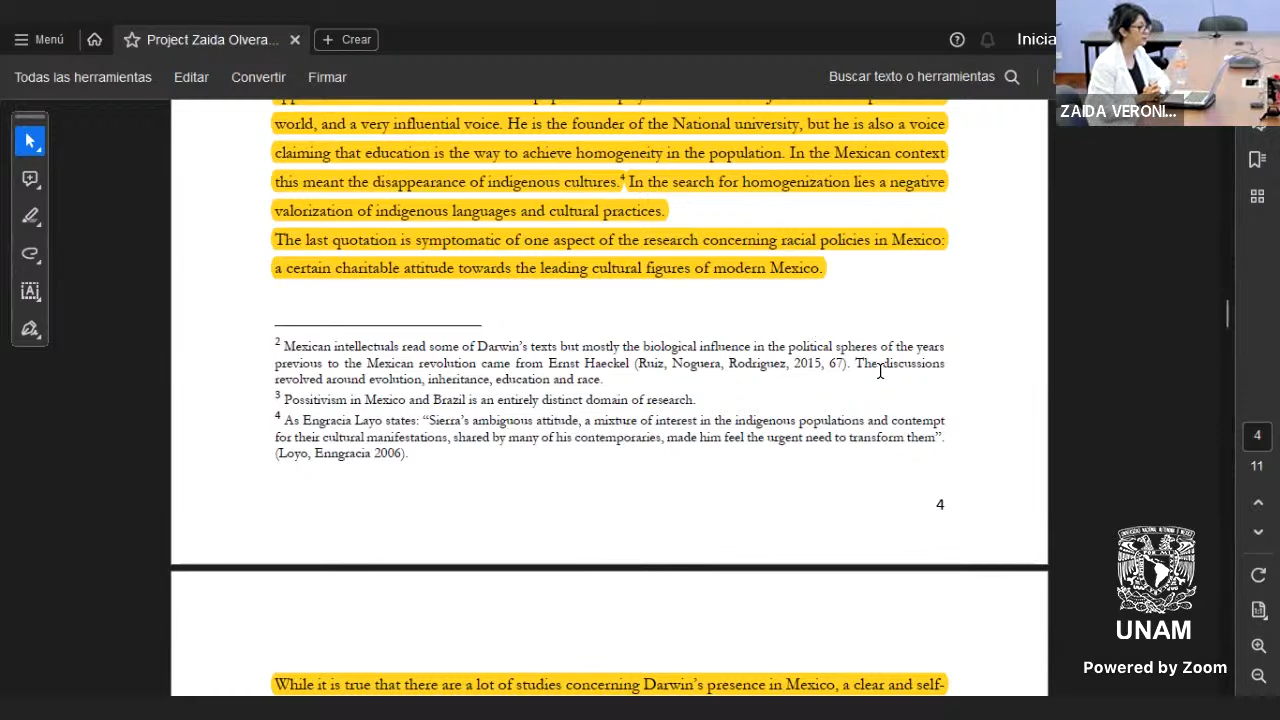 Menú
Project Zaida Olvera...
Crear
Inicia
Todas las herramientas
Editar
Convertir
Firmar
Buscar texto o herramientas
ZAIDA VERONI...
world, and a very influential voice. He is the founder of the National university, but he is also a voice
claiming that education is the way to achieve homogeneity in the population. In the Mexican context
this meant the disappearance of indigenous cultures.4 In the search for homogenization lies a negative
valorization of indigenous languages and cultural practices.
The last quotation is symptomatic of one aspect of the research concerning racial policies in Mexico:
a certain charitable attitude towards the leading cultural figures of modern Mexico.
2 Mexican intellectuals read some of Darwin's texts but mostly the biological influence in the political spheres of the years
previous to the Mexican revolution came from Ernst Haeckel (Ruiz, Noguera, Rodriguez, 2015, 67). The discussions
revolved around evolution, inheritance, education and race.
3 Possitivism in Mexico and Brazil is an entirely distinct domain of research.
4 As Engracia Layo states: “Sierra's ambiguous attitude, a mixture of interest in the indigenous populations and contempt
for their cultural manifestations, shared by many of his contemporaries, made him feel the urgent need to transform them”.
(Loyo, Enngracia 2006).
4
4
11
While it is true that there are a lot of studies concerning Darwin's presence in Mexico, a clear and self-
UNAM
Powered by Zoom